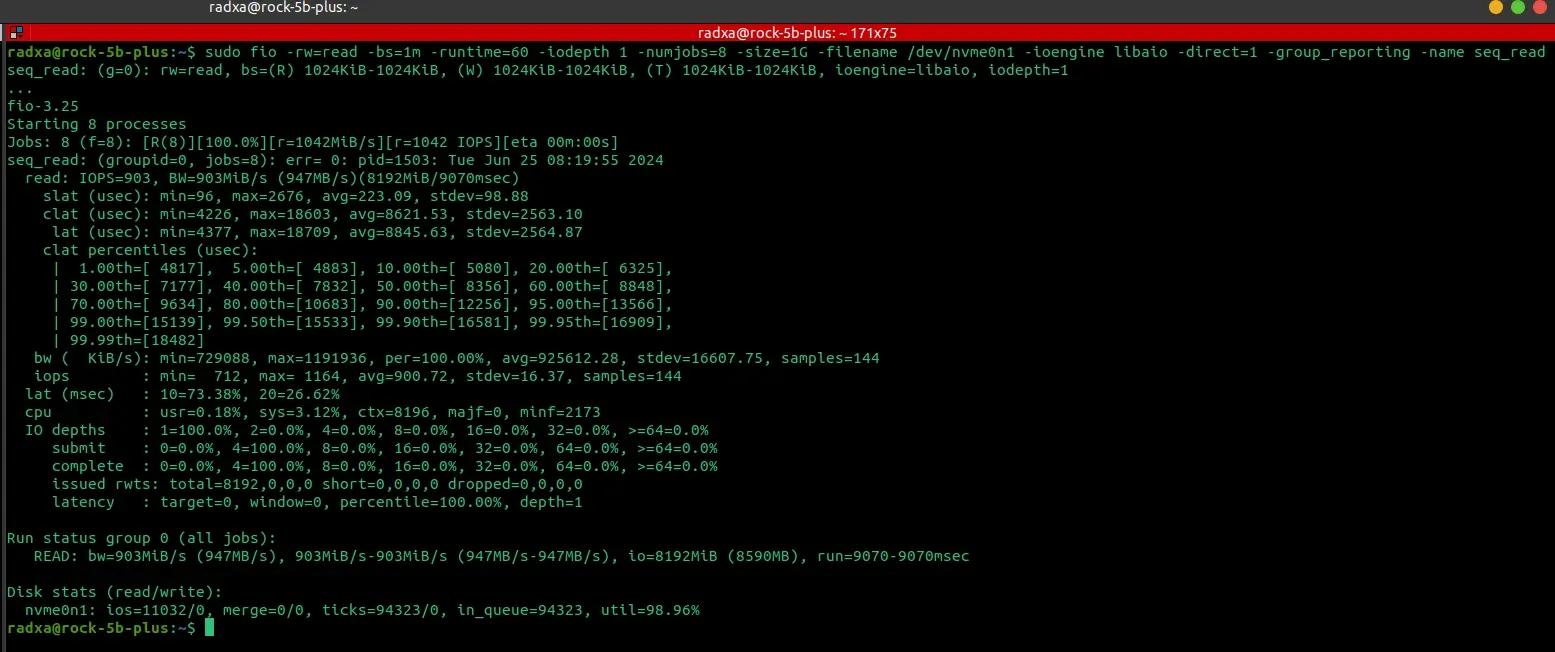 radxa@rock-5b-plus: ~
radxa@rock-5b-plus: ~ 171x75
radxa@rock-5b-plus:~$ sudo fio -rw=read -bs=1m -runtime=60 -iodepth 1 -numjobs=8 -size=1G -filename /dev/nvme0n1 -ioengine libaio -direct=1 -group_reporting -name seq_read
seq_read: (g=0): rw=read, bs=(R) 1024KiB-1024KiB, (W) 1024KiB-1024KiB, (T) 1024KiB-1024KiB, ioengine=libaio, iodepth=1
...
fio-3.25
Starting 8 processes
Jobs: 8 (f=8): [R(8)][100.0%][r=1042MiB/s][r=1042 IOPS][eta 00m:00s]
seq_read: (groupid=0, jobs=8): err= 0: pid=1503: Tue Jun 25 08:19:55 2024
  read: IOPS=903, BW=903MiB/s (947MB/s)(8192MiB/9070msec)
    slat (usec): min=96, max=2676, avg=223.09, stdev=98.88
    clat (usec): min=4226, max=18603, avg=8621.53, stdev=2563.10
     lat (usec): min=4377, max=18709, avg=8845.63, stdev=2564.87
    clat percentiles (usec):
     |  1.00th=[ 4817],  5.00th=[ 4883], 10.00th=[ 5080], 20.00th=[ 6325],
     | 30.00th=[ 7177], 40.00th=[ 7832], 50.00th=[ 8356], 60.00th=[ 8848],
     | 70.00th=[ 9634], 80.00th=[10683], 90.00th=[12256], 95.00th=[13566],
     | 99.00th=[15139], 99.50th=[15533], 99.90th=[16581], 99.95th=[16909],
     | 99.99th=[18482]
   bw (  KiB/s): min=729088, max=1191936, per=100.00%, avg=925612.28, stdev=16607.75, samples=144
   iops        : min=  712, max= 1164, avg=900.72, stdev=16.37, samples=144
  lat (msec)   : 10=73.38%, 20=26.62%
  cpu          : usr=0.18%, sys=3.12%, ctx=8196, majf=0, minf=2173
  IO depths    : 1=100.0%, 2=0.0%, 4=0.0%, 8=0.0%, 16=0.0%, 32=0.0%, >=64=0.0%
     submit    : 0=0.0%, 4=100.0%, 8=0.0%, 16=0.0%, 32=0.0%, 64=0.0%, >=64=0.0%
     complete  : 0=0.0%, 4=100.0%, 8=0.0%, 16=0.0%, 32=0.0%, 64=0.0%, >=64=0.0%
     issued rwts: total=8192,0,0,0 short=0,0,0,0 dropped=0,0,0,0
     latency   : target=0, window=0, percentile=100.00%, depth=1

Run status group 0 (all jobs):
   READ: bw=903MiB/s (947MB/s), 903MiB/s-903MiB/s (947MB/s-947MB/s), io=8192MiB (8590MB), run=9070-9070msec

Disk stats (read/write):
  nvme0n1: ios=11032/0, merge=0/0, ticks=94323/0, in_queue=94323, util=98.96%
radxa@rock-5b-plus:~$